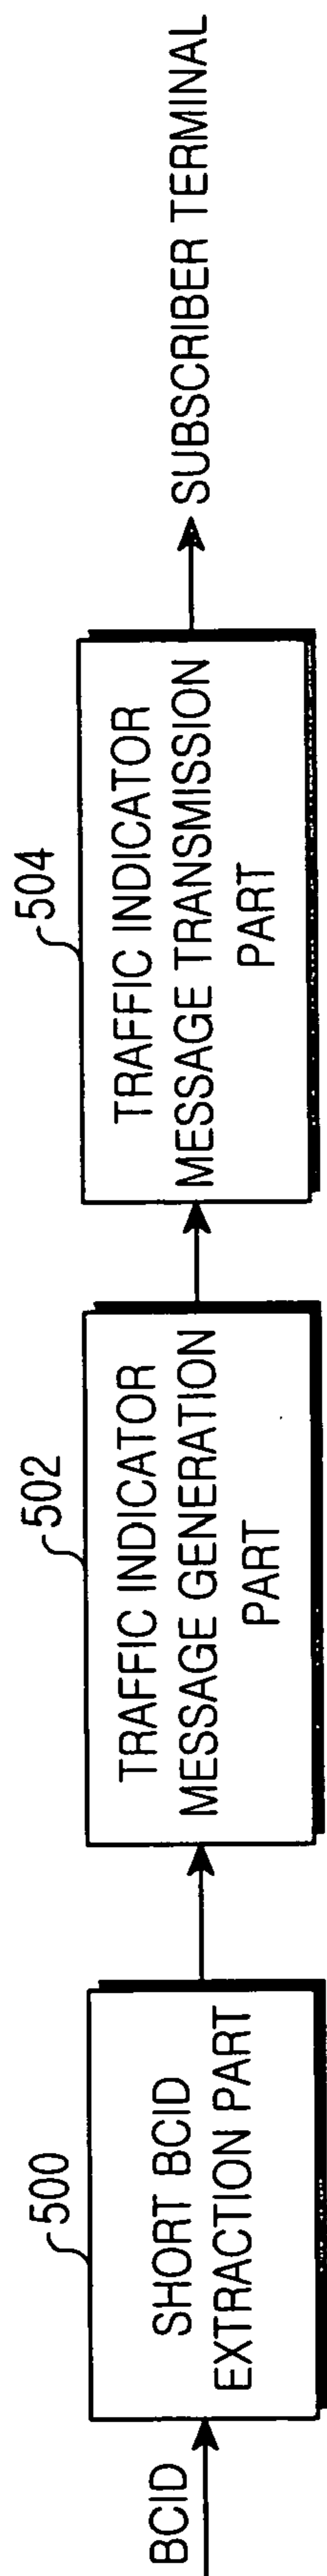 BCID
500
SHORT BCID
EXTRACTION PART
502
TRAFFIC INDICATOR
MESSAGE GENERATION
PART
504
TRAFFIC INDICATOR
MESSAGE TRANSMISSION
PART
SUBSCRIBER TERMINAL